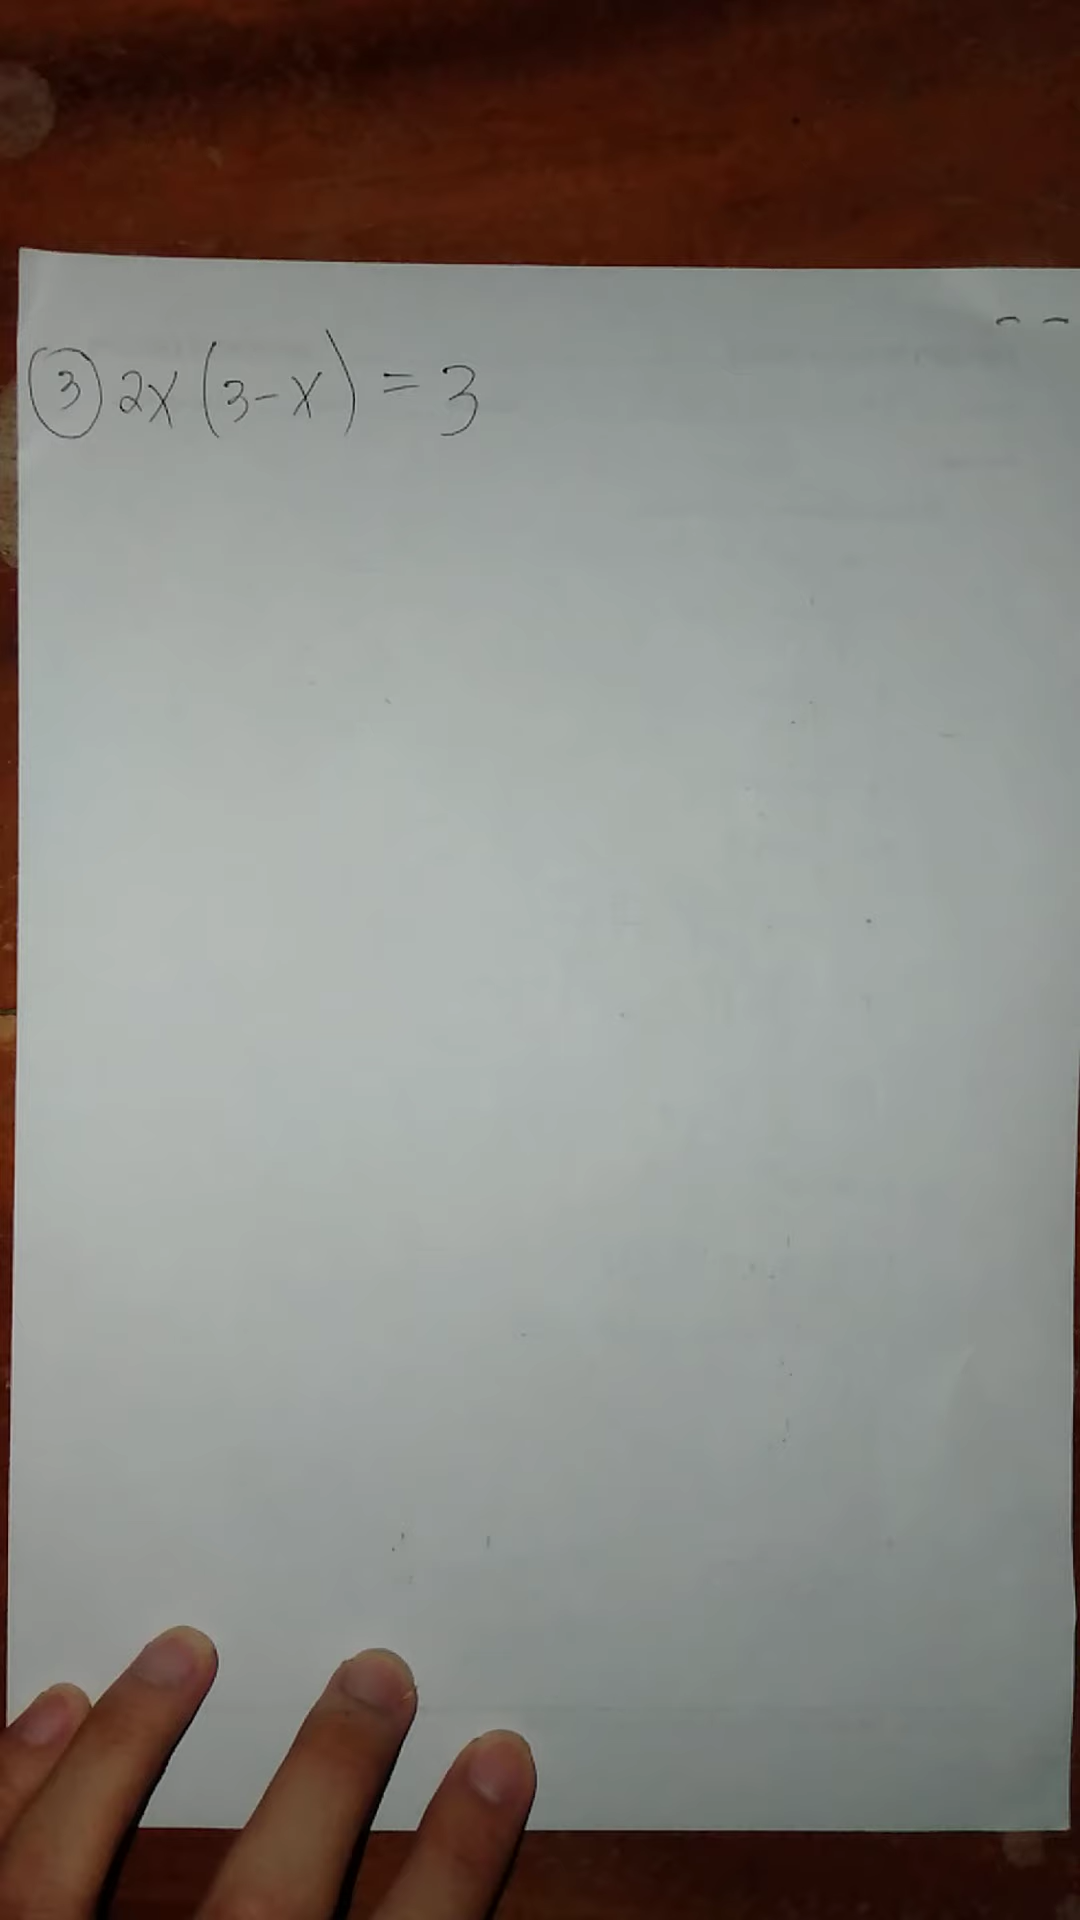 ③ 2x (3-x) = 3